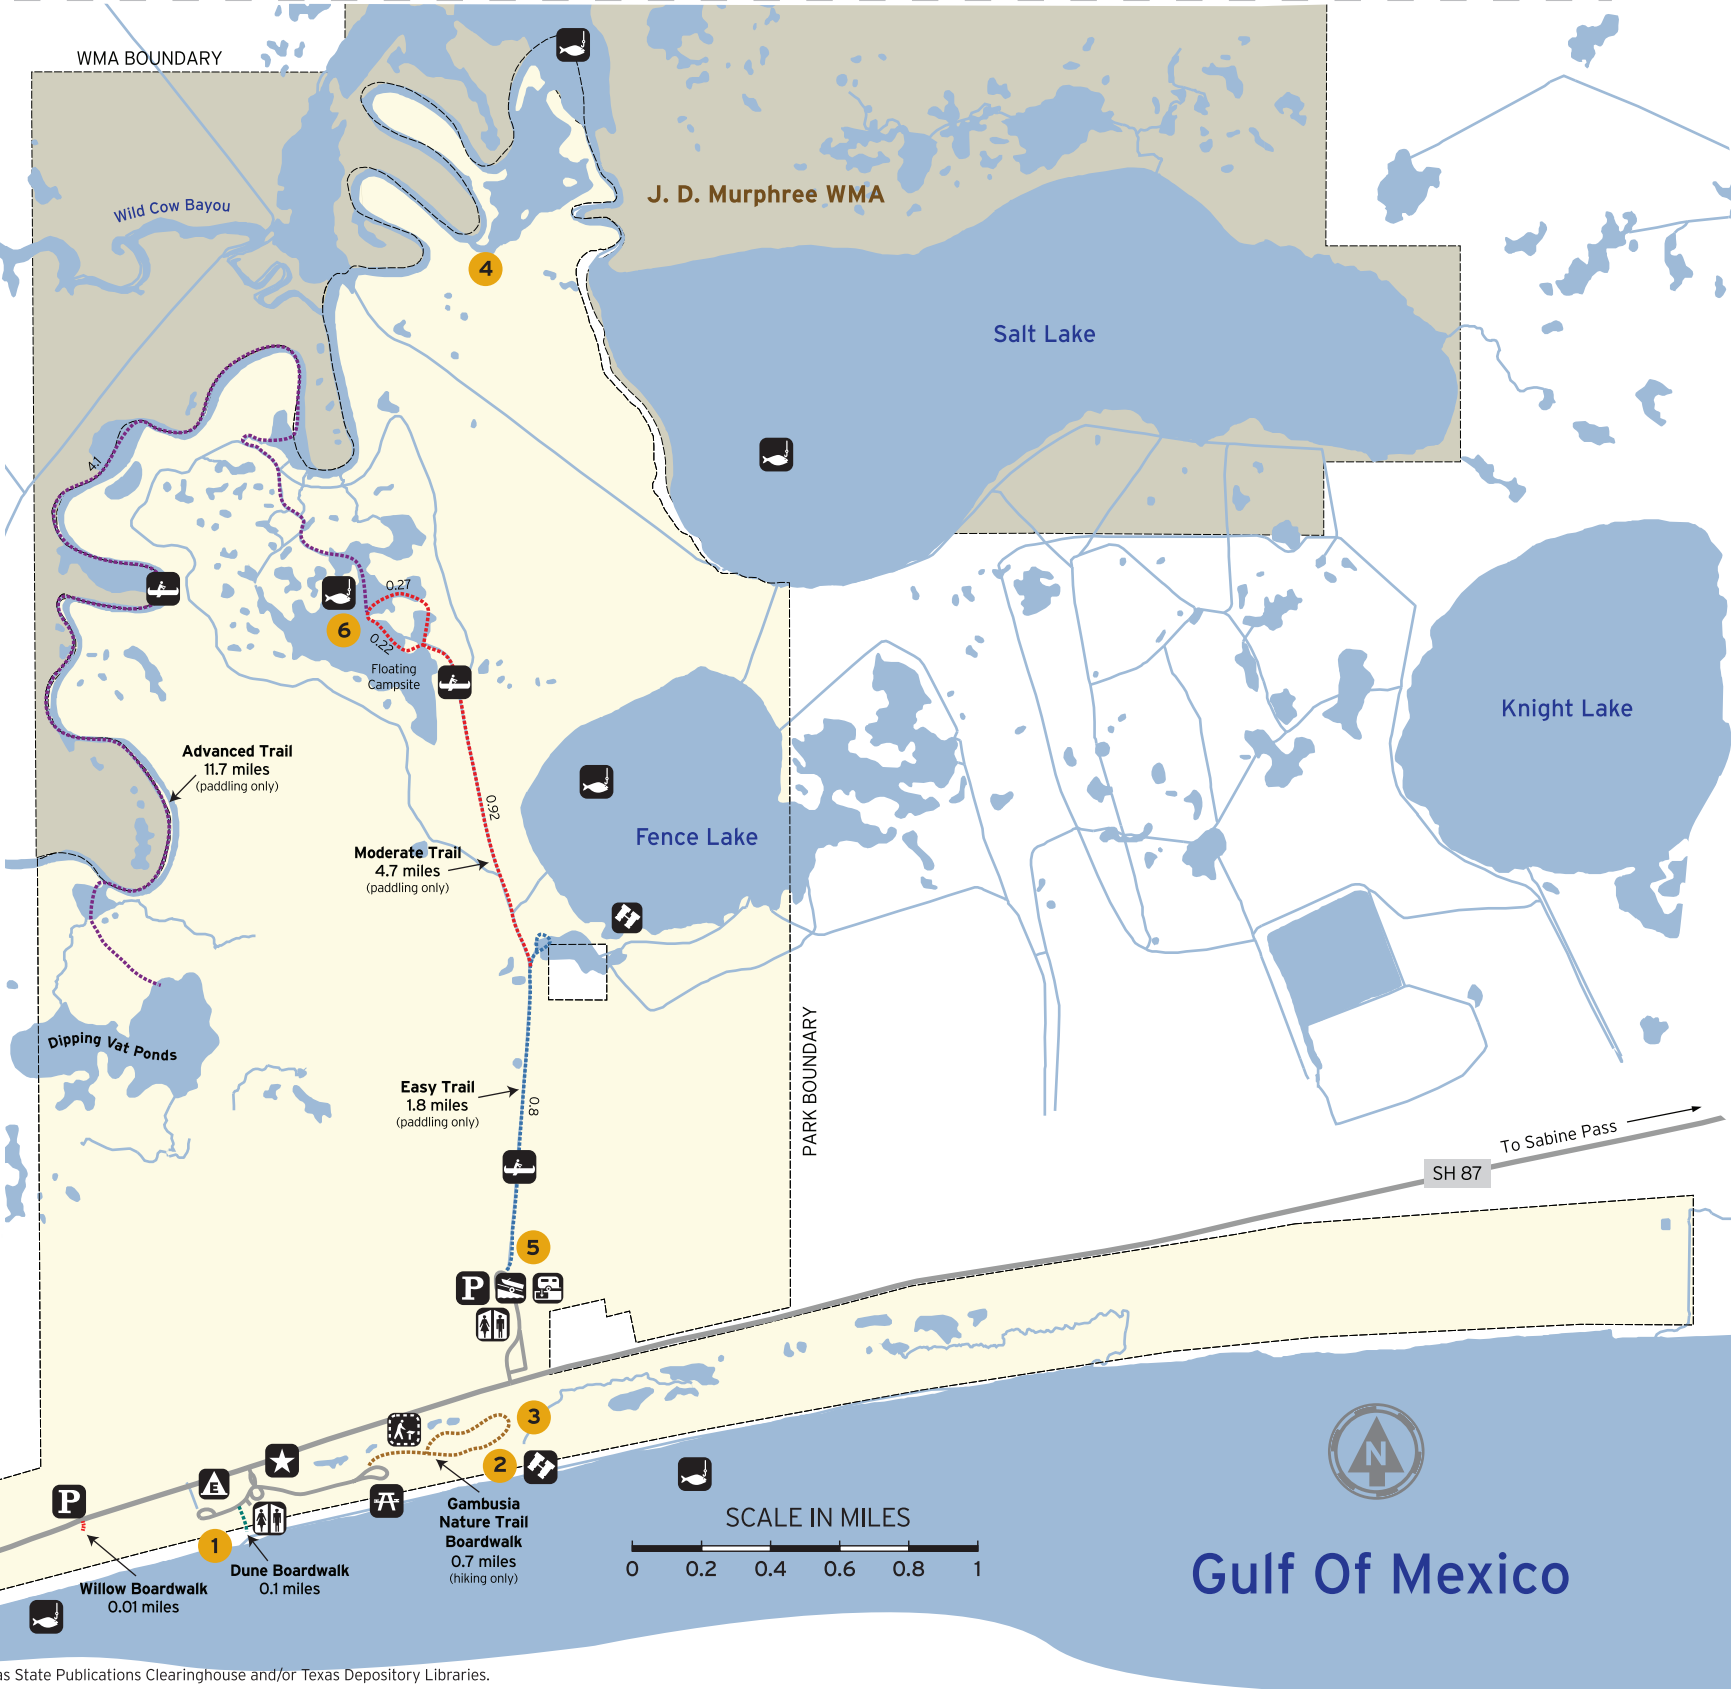 WMA BOUNDARY
J. D. Murphree WMA
Wild Cow Bayou
4
Salt Lake
4.1
0.27
6
0.22
Floating
Campsite
Knight Lake
Advanced Trail
11.7 miles
(padding only)
0.92
Fence Lake
Moderate Trail
4.7 miles
(paddling only)
Dipping Vat Ponds
PARK BOUNDARY
Easy Trail
1.8 miles
(paddling only)
0.8
To Sabine Pass
SH 87
5
P
3
2
E
P
N
Gambusia
Nature Trail
Boardwalk
0.7 miles
(hiking only)
SCALE IN MILES
0 0.2 0.4 0.6 0.8 1
1
Dune Boardwalk
0.1 miles
Willow Boardwalk
0.01 miles
Gulf Of Mexico
as State Publications Clearinghouse and/or Texas Depository Libraries.